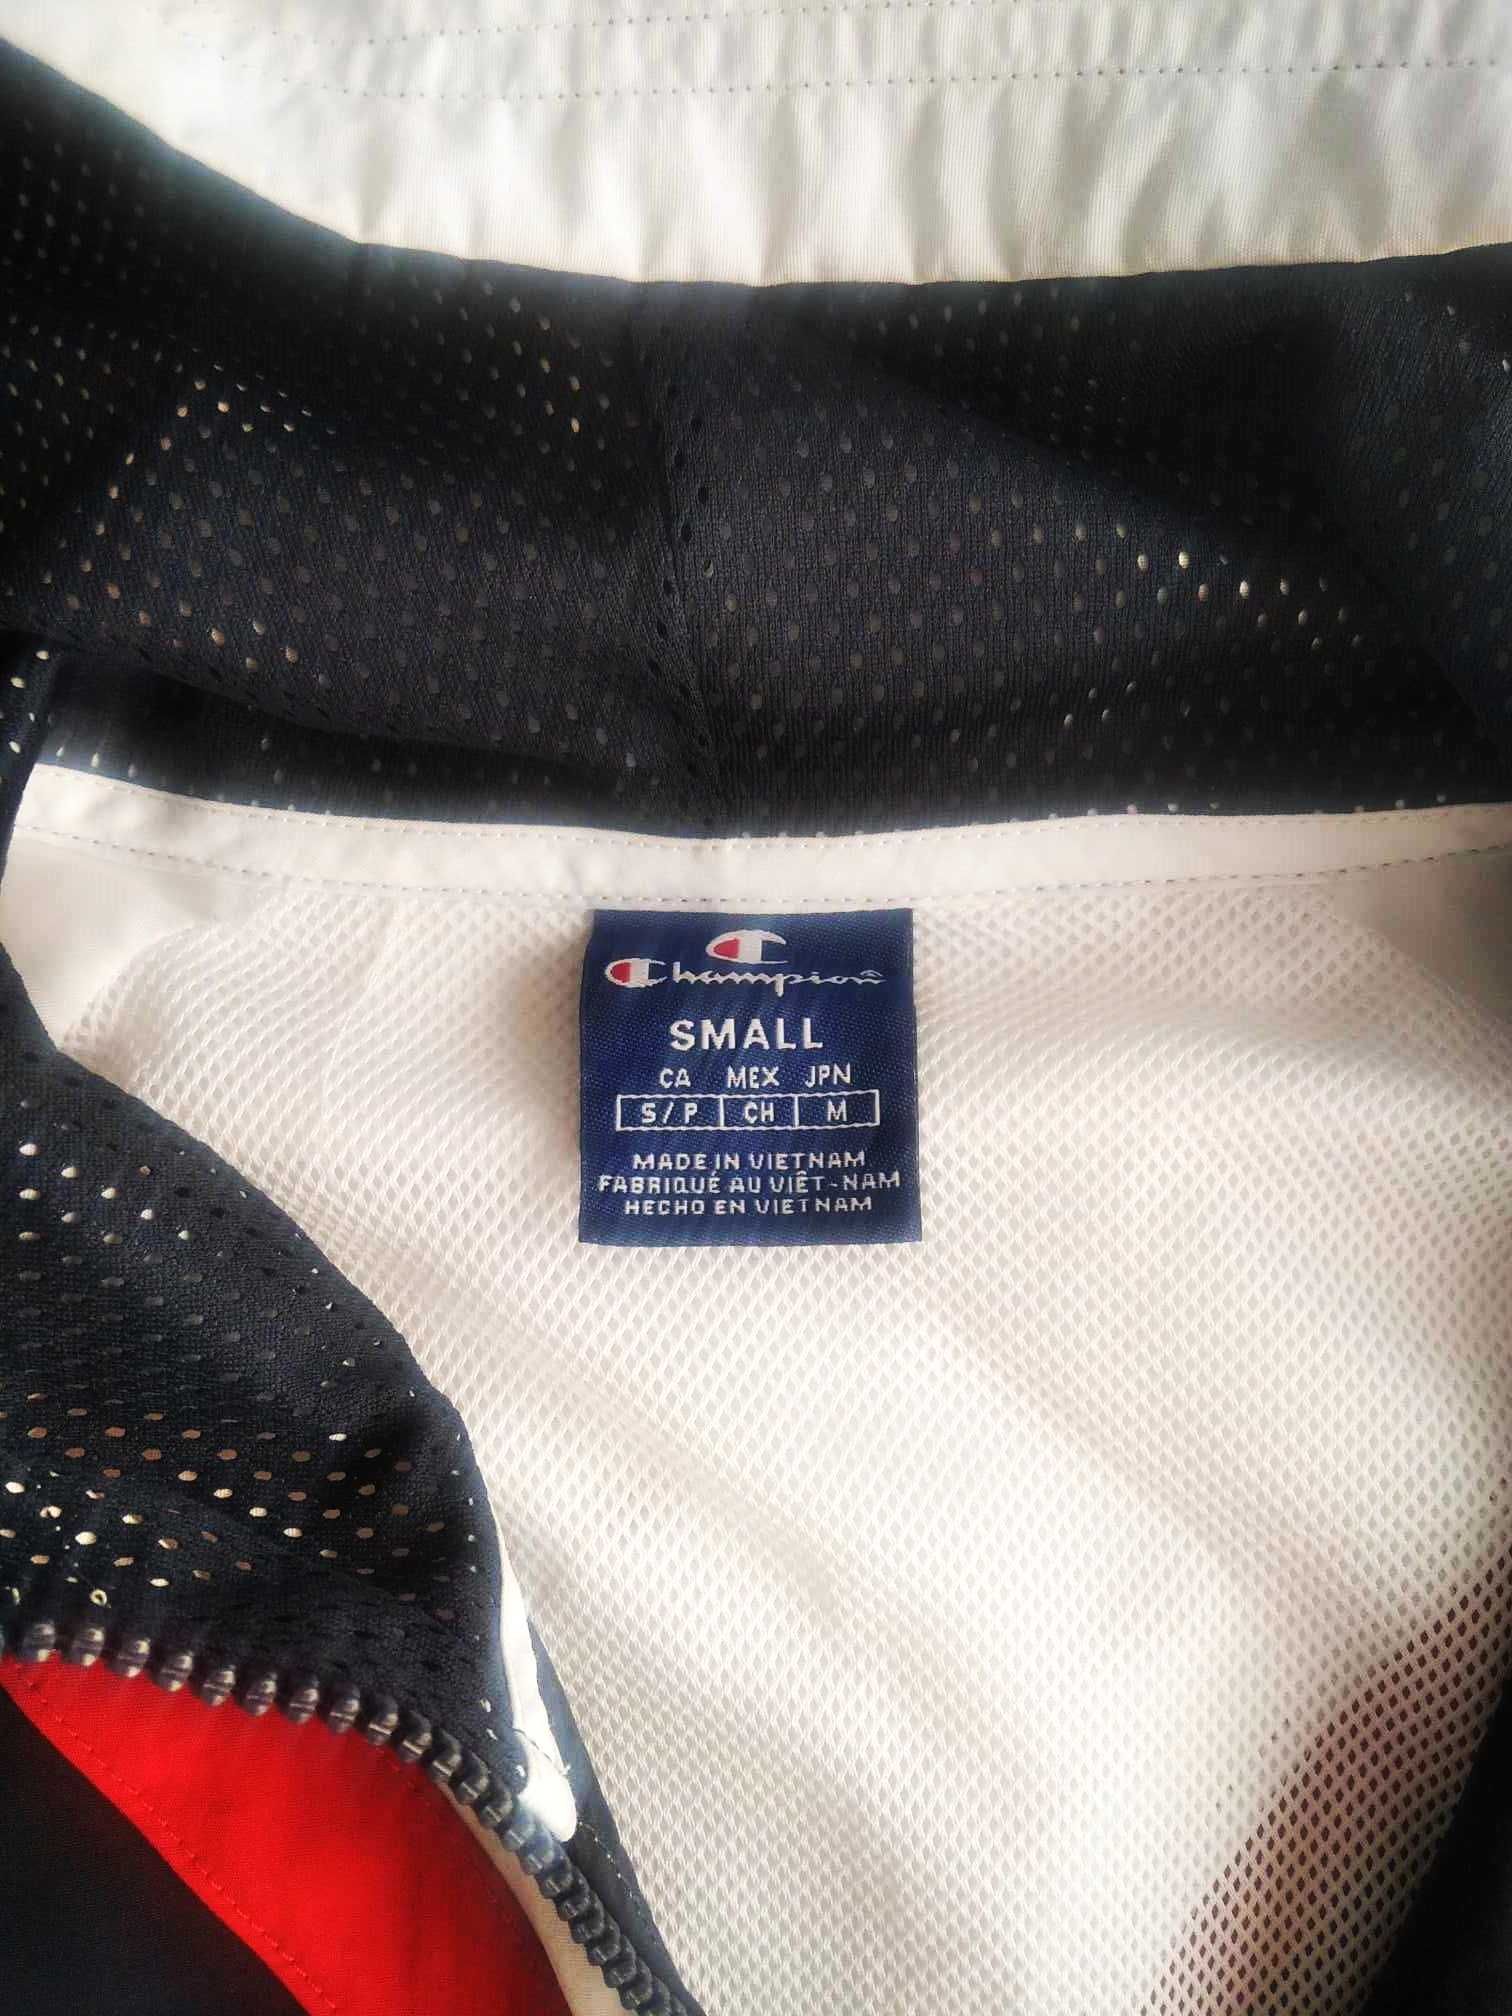 Champion
SMALL
CA MEX JPN
S/P CH M
MADE IN VIETNAM
FABRIQUÉ AU VIÊT-NAM
HECHO EN VIETNAM